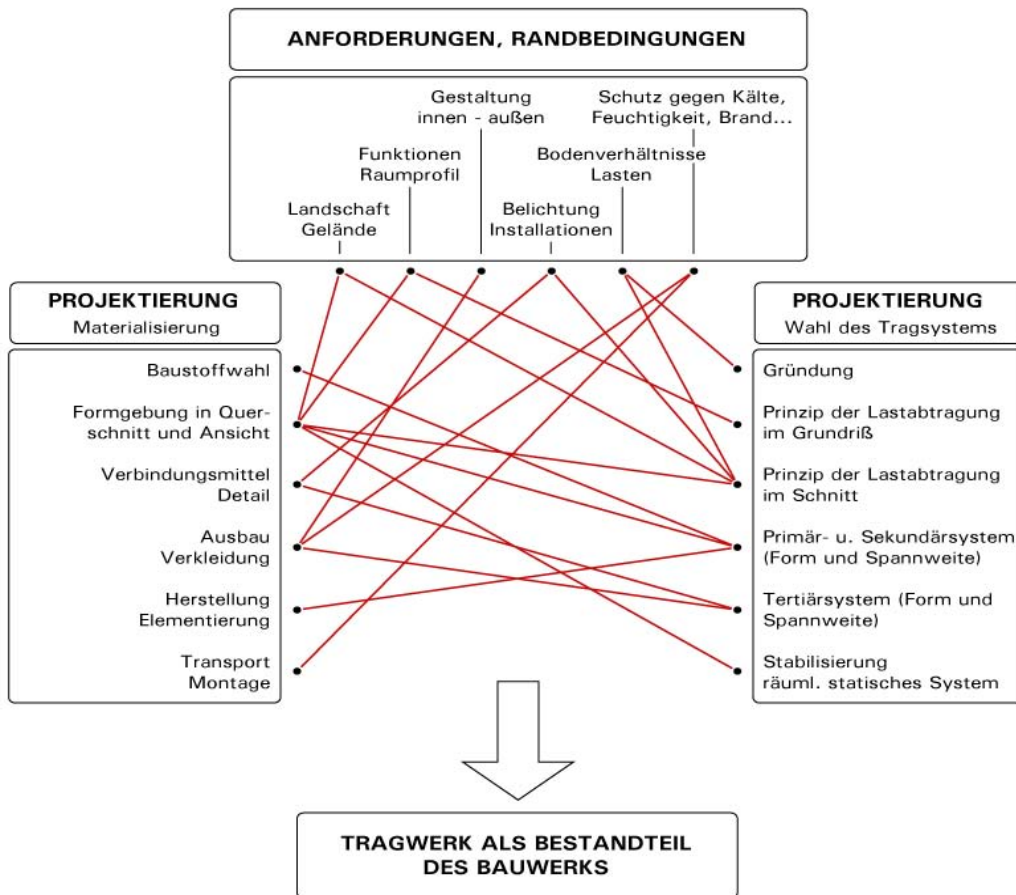 ANFORDERUNGEN, RANDBEDINGUNGEN
Gestaltung
innen - außen
Schutz gegen Kälte,
Feuchtigkeit, Brand...
Funktionen
Raumprofil
Bodenverhältnisse
Lasten
Landschaft
Gelände
Belichtung
Installationen
PROJEKTIERUNG
Materialisierung
Baustoffwahl
Formgebung in Quer-
schnitt und Ansicht
Verbindungsmittel
Detail
Ausbau
Verkleidung
Herstellung
Elementierung
Transport
Montage
PROJEKTIERUNG
Wahl des Tragsystems
Gründung
Prinzip der Lastabtragung
im Grundriß
Prinzip der Lastabtragung
im Schnitt
Primär- u. Sekundärsystem
(Form und Spannweite)
Tertiärsystem (Form und
Spannweite)
Stabilisierung
räuml. statisches System
TRAGWERK ALS BESTANDTEIL
DES BAUWERKS